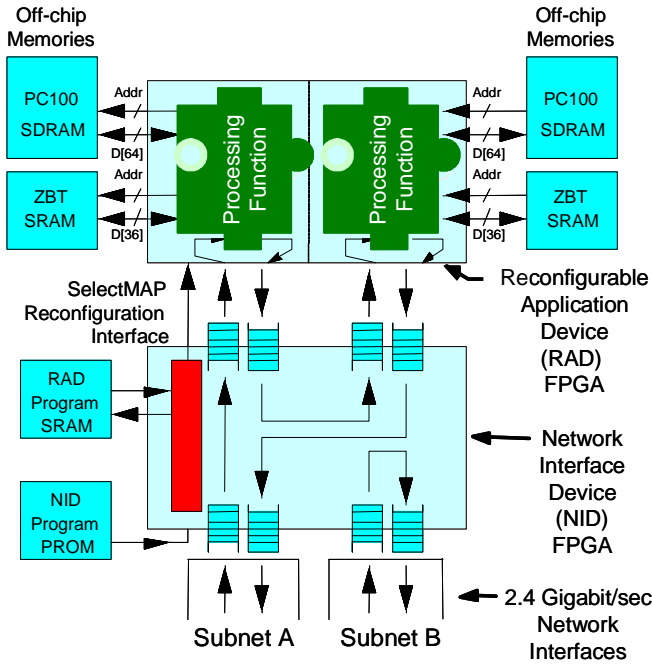 Off-chip
Memories
Off-chip
Memories
PC100
SDRAM
Addr
D[64]
ZBT
SRAM
Addr
D[36]
Processing
Function
Processing
Function
Addr
D[64]
PC100
SDRAM
Addr
D[36]
ZBT
SRAM
SelectMAP
Reconfiguration
Interface
Reconfigurable
Application
Device
(RAD)
FPGA
RAD
Program
SRAM
Network
Interface
Device
(NID)
FPGA
NID
Program
PROM
2.4 Gigabit/sec
Network
Interfaces
Subnet A
Subnet B